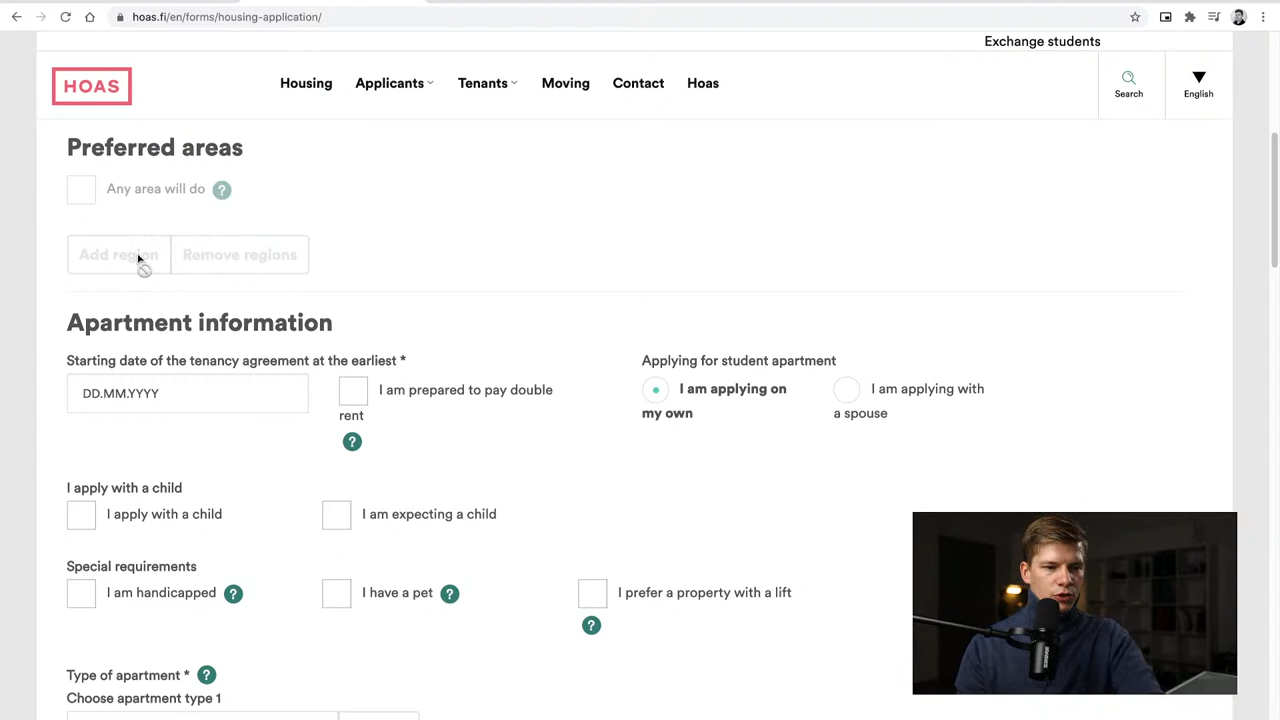 hoas.fi/en/forms/housing-application/
Exchange students
HOAS
Housing
Applicants
Tenants
Moving
Contact
Hoas
Search
English
Preferred areas
Any area will do ?
Add region
Remove regions
Apartment information
Starting date of the tenancy agreement at the earliest *
DD.MM.YYYY
I am prepared to pay double
rent
?
Applying for student apartment
I am applying on
my own
I am applying with
a spouse
I apply with a child
I apply with a child
I am expecting a child
Special requirements
I am handicapped ?
I have a pet ?
I prefer a property with a lift
?
Type of apartment * ?
Choose apartment type 1